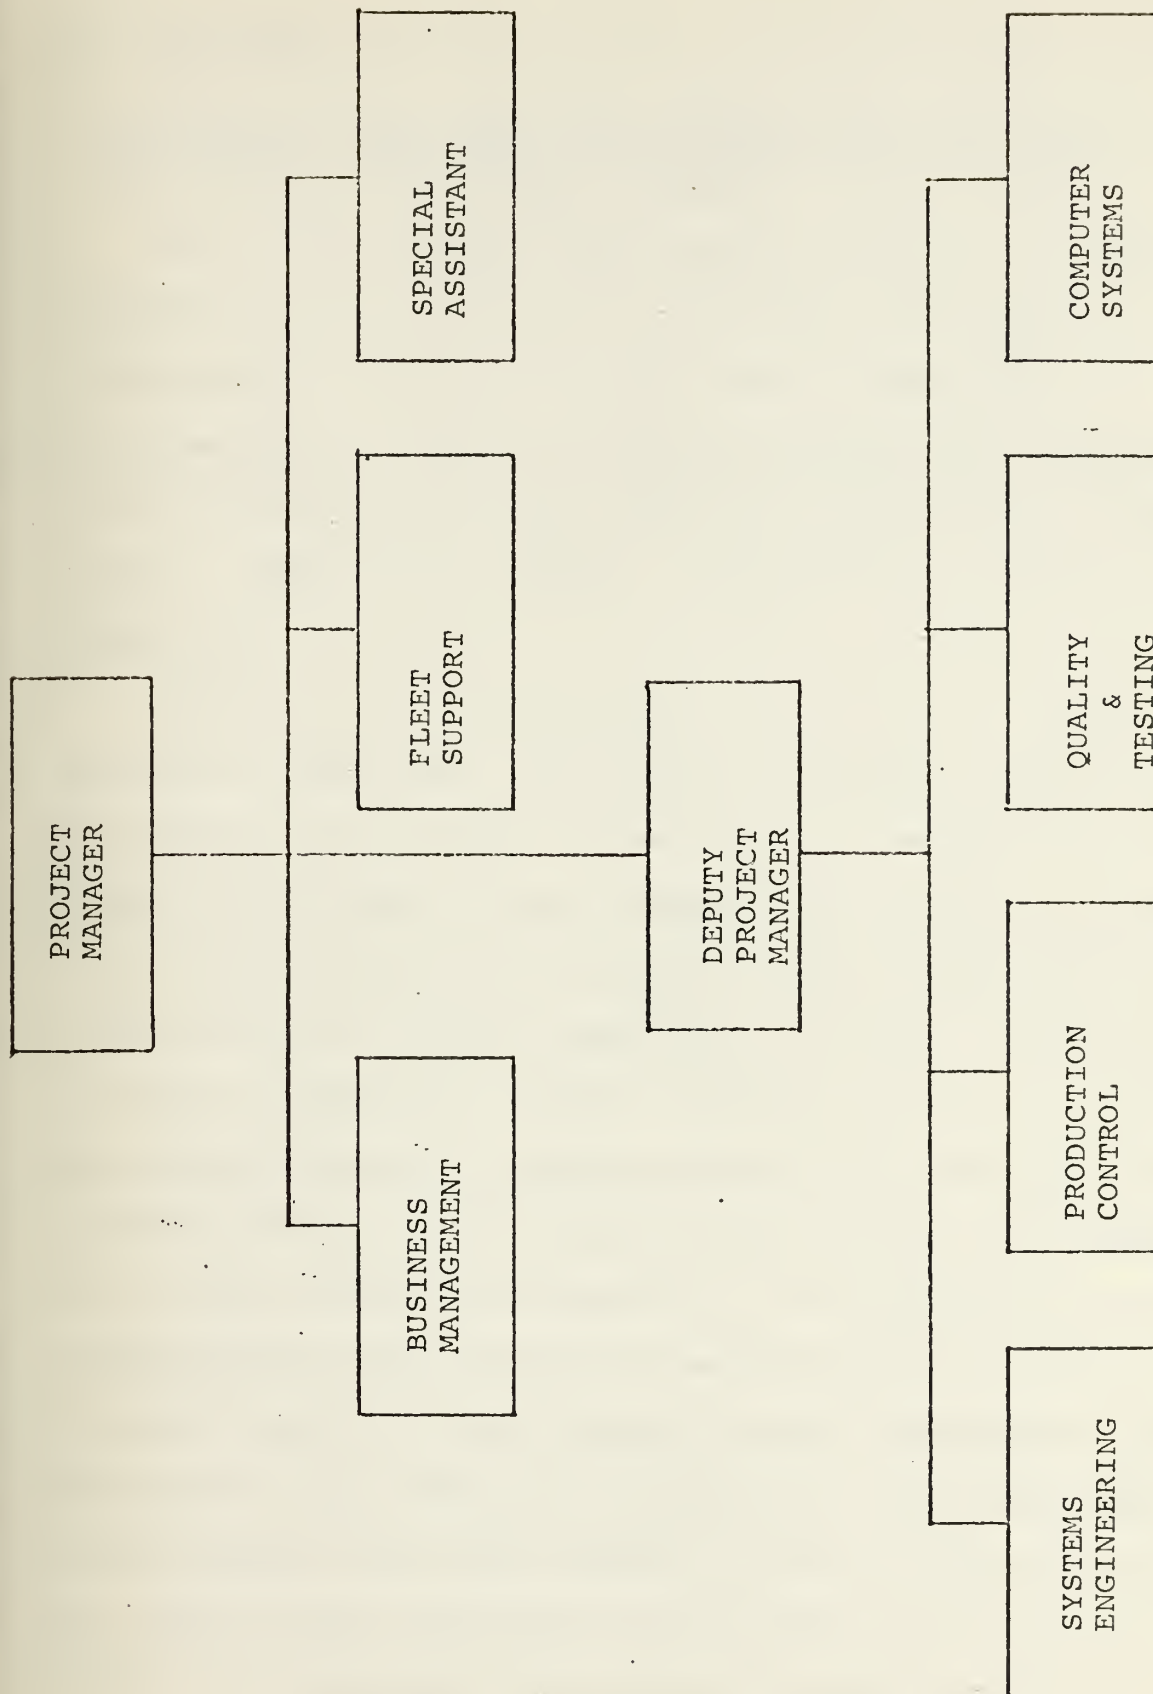 PROJECT
MANAGER
BUSINESS
MANAGEMENT
FLEET
SUPPORT
SPECIAL
ASSISTANT
DEPUTY
PROJECT
MANAGER
SYSTEMS
ENGINEERING
PRODUCTION
CONTROL
QUALITY
&
TESTING
COMPUTER
SYSTEMS